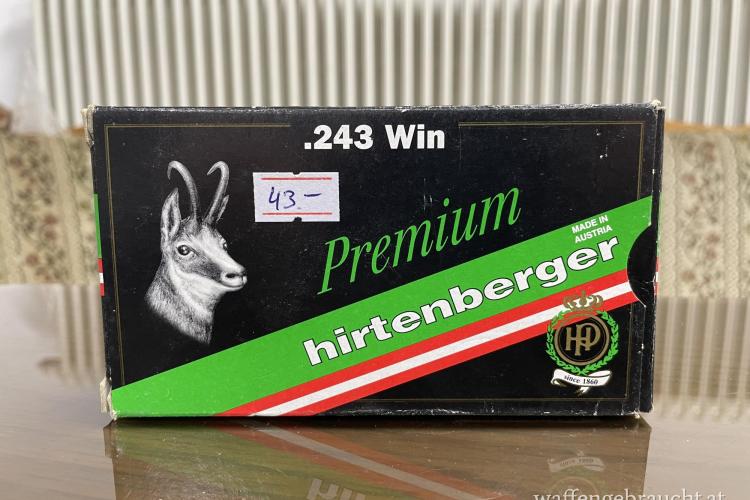 .243 Win
43.-
Premium
MADE IN
AUSTRIA
hirtenberger
HP
since 1860
waffengebraucht.at